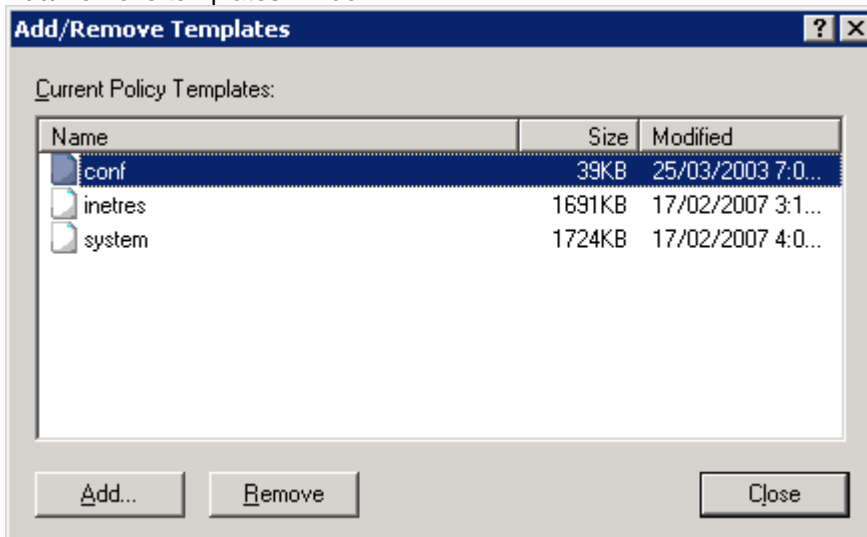 Add/Remove Templates
Current Policy Templates:
Name Size Modified
conf 39KB 25/03/2003 7:0...
inetres 1691KB 17/02/2007 3:1...
system 1724KB 17/02/2007 4:0...
Add... Remove Close